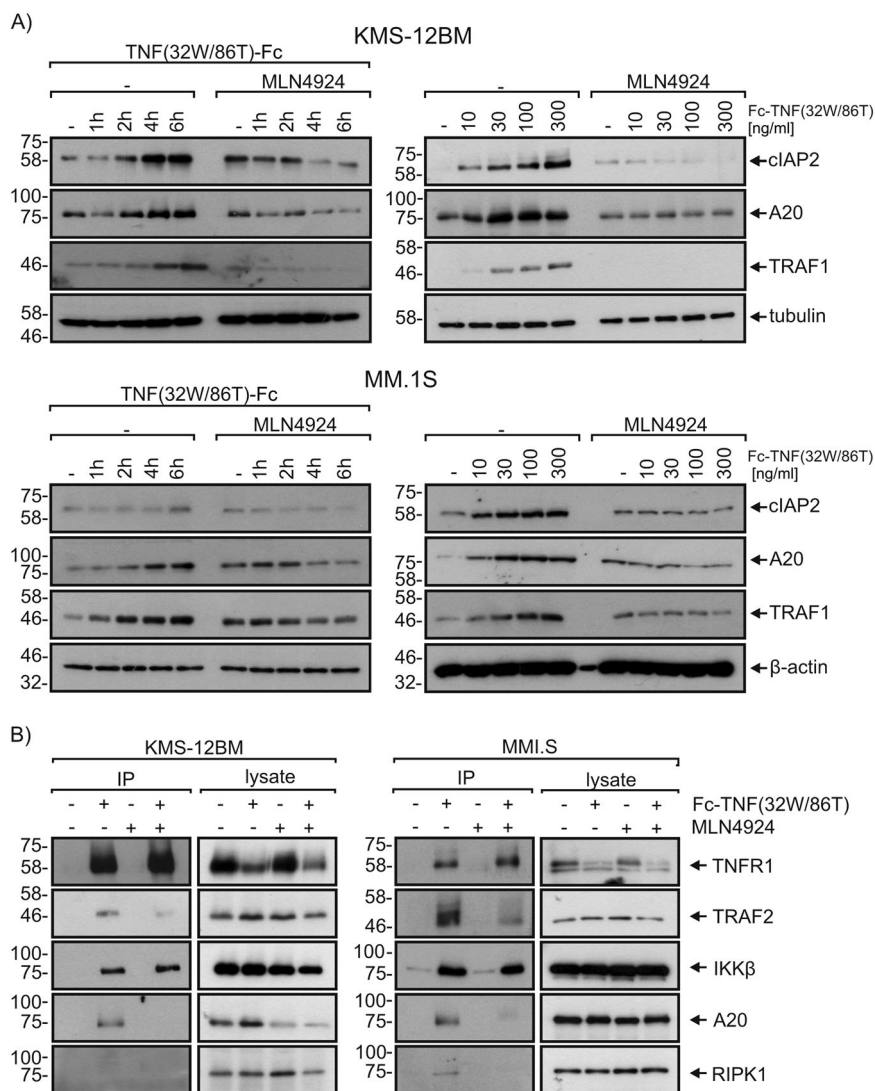 A)
KMS-12BM
TNF(32W/86T)-Fc
- MLN4924 - MLN4924
- 1h 2h 4h 6h - 1h 2h 4h 6h - 10 30 100 300 - 10 30 100 300 Fc-TNF(32W/86T)
[ng/ml]
75- 75-
58- 58- cIAP2
100- 100-
75- 75- A20
58-
46- 46- TRAF1
58- 58- tubulin
46-
MM.1S
TNF(32W/86T)-Fc
- MLN4924 - MLN4924
- 1h 2h 4h 6h - 1h 2h 4h 6h - 10 30 100 300 - 10 30 100 300 Fc-TNF(32W/86T)
[ng/ml]
75- 75-
58- 58- cIAP2
100- 75- A20
75- 58-
58- 58-
46- 46- TRAF1
46- 46- β-actin
32- 32-
B)
KMS-12BM MMI.S
IP lysate IP lysate
- + - + - + - + - + - + - + - + Fc-TNF(32W/86T)
- - + + - - + + - - + + - - + + MLN4924
75- 75-
58- 58- TNFR1
58- 58-
46- 46- TRAF2
100- 100-
75- 75- IKKβ
100- 100-
75- 75- A20
100- 100-
75- 75- RIPK1